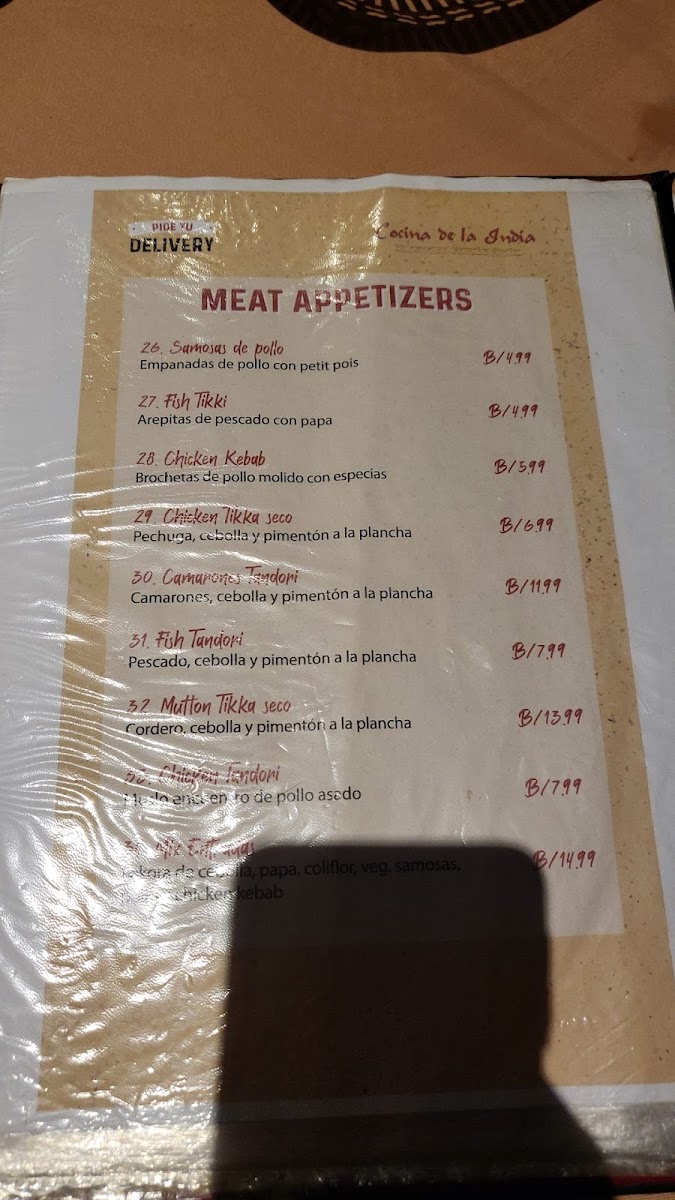 PIDE TU
DELIVERY
Cocina de la India
MEAT APPETIZERS
26. Samosas de pollo B/4.99
Empanadas de pollo con petit pois
27. Fish Tikki B/4.99
Arepitas de pescado con papa
28. Chicken Kebab B/5.99
Brochetas de pollo molido con especias
29. Chicken Tikka seco B/6.99
Pechuga, cebolla y pimentón a la plancha
30. Camarones Tandori B/11.99
Camarones, cebolla y pimentón a la plancha
31. Fish Tandori B/7.99
Pescado, cebolla y pimentón a la plancha
32. Mutton Tikka seco B/13.99
Cordero, cebolla y pimentón a la plancha
33. Chicken Tandori B/7.99
de pollo asado
Mix B/14.99
de cebolla, papa, coliflor, veg. samosas,
chicken kebab